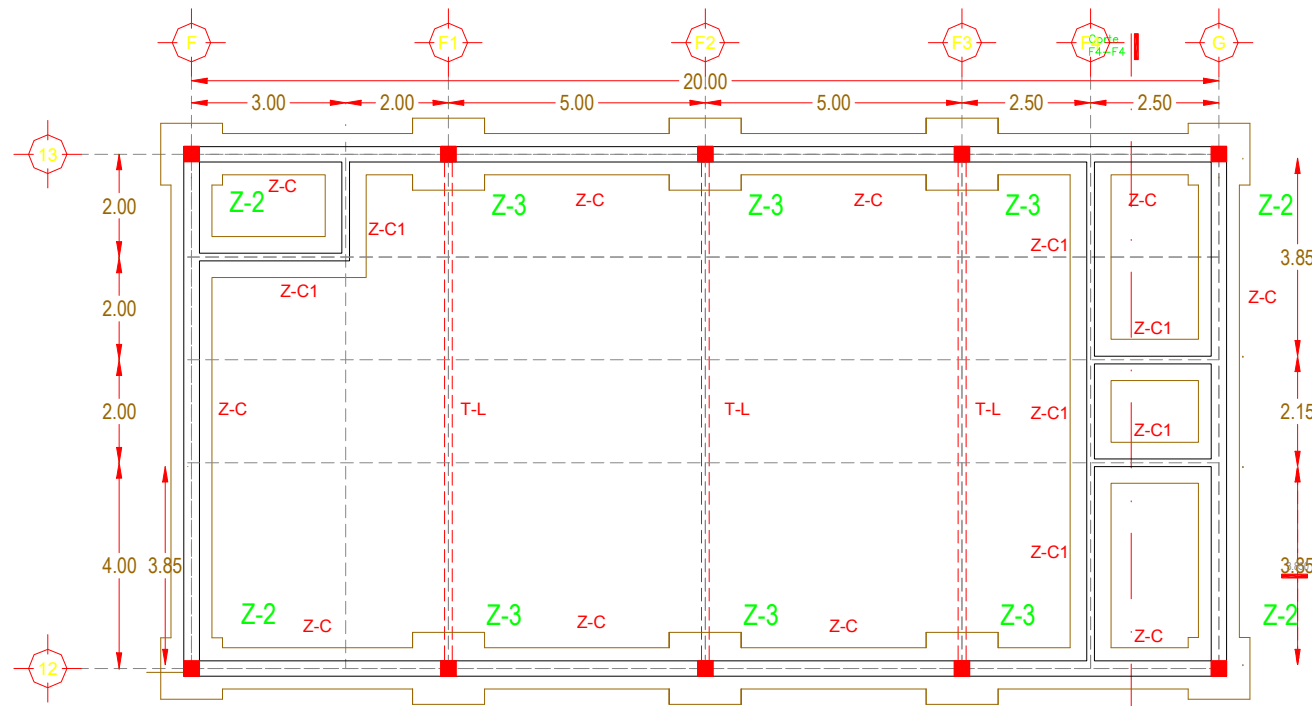 F F1 F2 F3 F4 G
Corte
F4-F4
20.00
3.00 2.00 5.00 5.00 2.50 2.50
13
Z-C
Z-2 Z-3 Z-C Z-3 Z-C Z-3 Z-C Z-2
2.00
Z-C1 Z-C1
2.00 3.85
Z-C1 Z-C
Z-C1
2.00 Z-C T-L T-L T-L Z-C1 2.15
Z-C1
4.00 3.85 Z-C1 3.85
Z-2 Z-C Z-3 Z-C Z-3 Z-C Z-3 Z-C Z-2
12